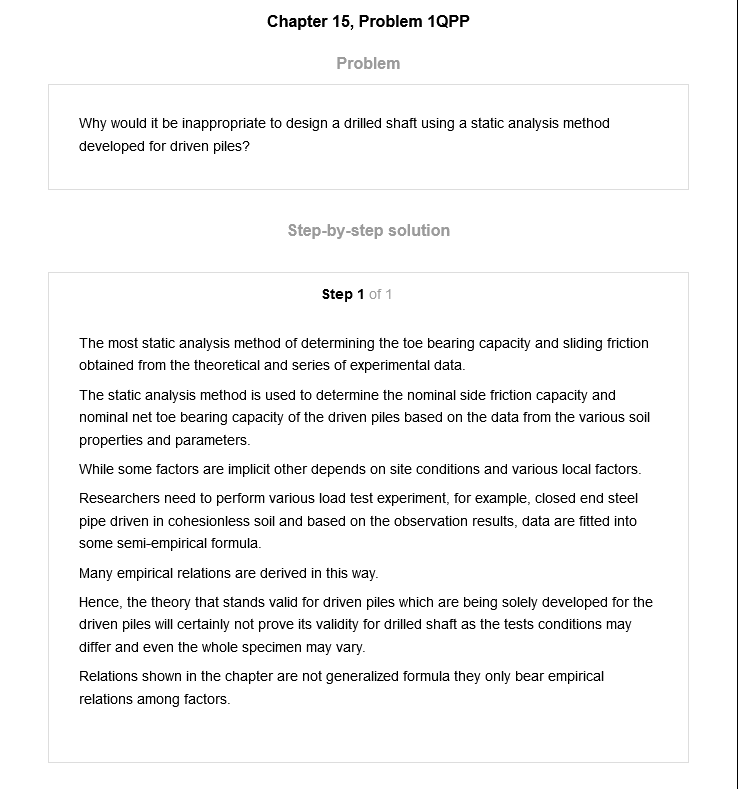 Chapter 15, Problem 1QPP
Problem
Why would it be inappropriate to design a drilled shaft using a static analysis method
developed for driven piles?
Step-by-step solution
Step 1 of 1
The most static analysis method of determining the toe bearing capacity and sliding friction
obtained from the theoretical and series of experimental data.
The static analysis method is used to determine the nominal side friction capacity and
nominal net toe bearing capacity of the driven piles based on the data from the various soil
properties and parameters.
While some factors are implicit other depends on site conditions and various local factors.
Researchers need to perform various load test experiment, for example, closed end steel
pipe driven in cohesionless soil and based on the observation results, data are fitted into
some semi-empirical formula.
Many empirical relations are derived in this way.
Hence, the theory that stands valid for driven piles which are being solely developed for the
driven piles will certainly not prove its validity for drilled shaft as the tests conditions may
differ and even the whole specimen may vary.
Relations shown in the chapter are not generalized formula they only bear empirical
relations among factors.